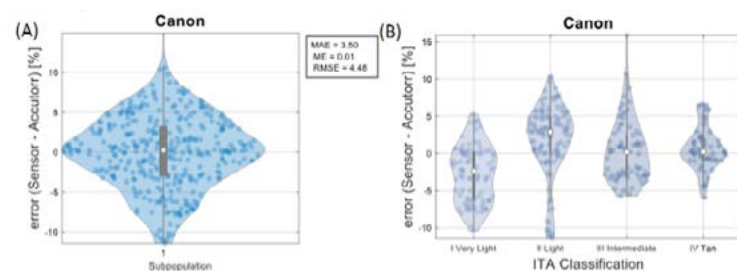 (A)
Canon
MAE = 3.50
ME = 0.01
RMSE = 4.48
error (Sensor - Accutorr) [%]
10
5
0
-5
-10
1
Subpopulation
(B)
Canon
error (Sensor - Accutorr) [%]
15
10
5
0
-5
-10
I Very Light
II Light
III Intermediate
IV Tan
ITA Classification